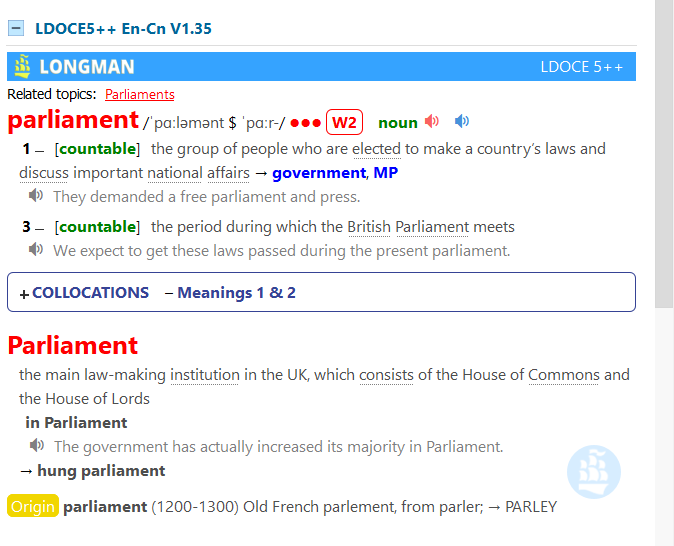 LDOCE5++ En-Cn V1.35
LONGMAN LDOCE 5++
Related topics: Parliaments
parliament /ˈpɑːləmənt $ ˈpɑːr-/ ●●● W2 noun
1 – [countable] the group of people who are elected to make a country’s laws and
discuss important national affairs → government, MP
They demanded a free parliament and press.
3 – [countable] the period during which the British Parliament meets
We expect to get these laws passed during the present parliament.
+ COLLOCATIONS – Meanings 1 & 2
Parliament
the main law-making institution in the UK, which consists of the House of Commons and
the House of Lords
in Parliament
The government has actually increased its majority in Parliament.
→ hung parliament
Origin parliament (1200-1300) Old French parlement, from parler; → PARLEY